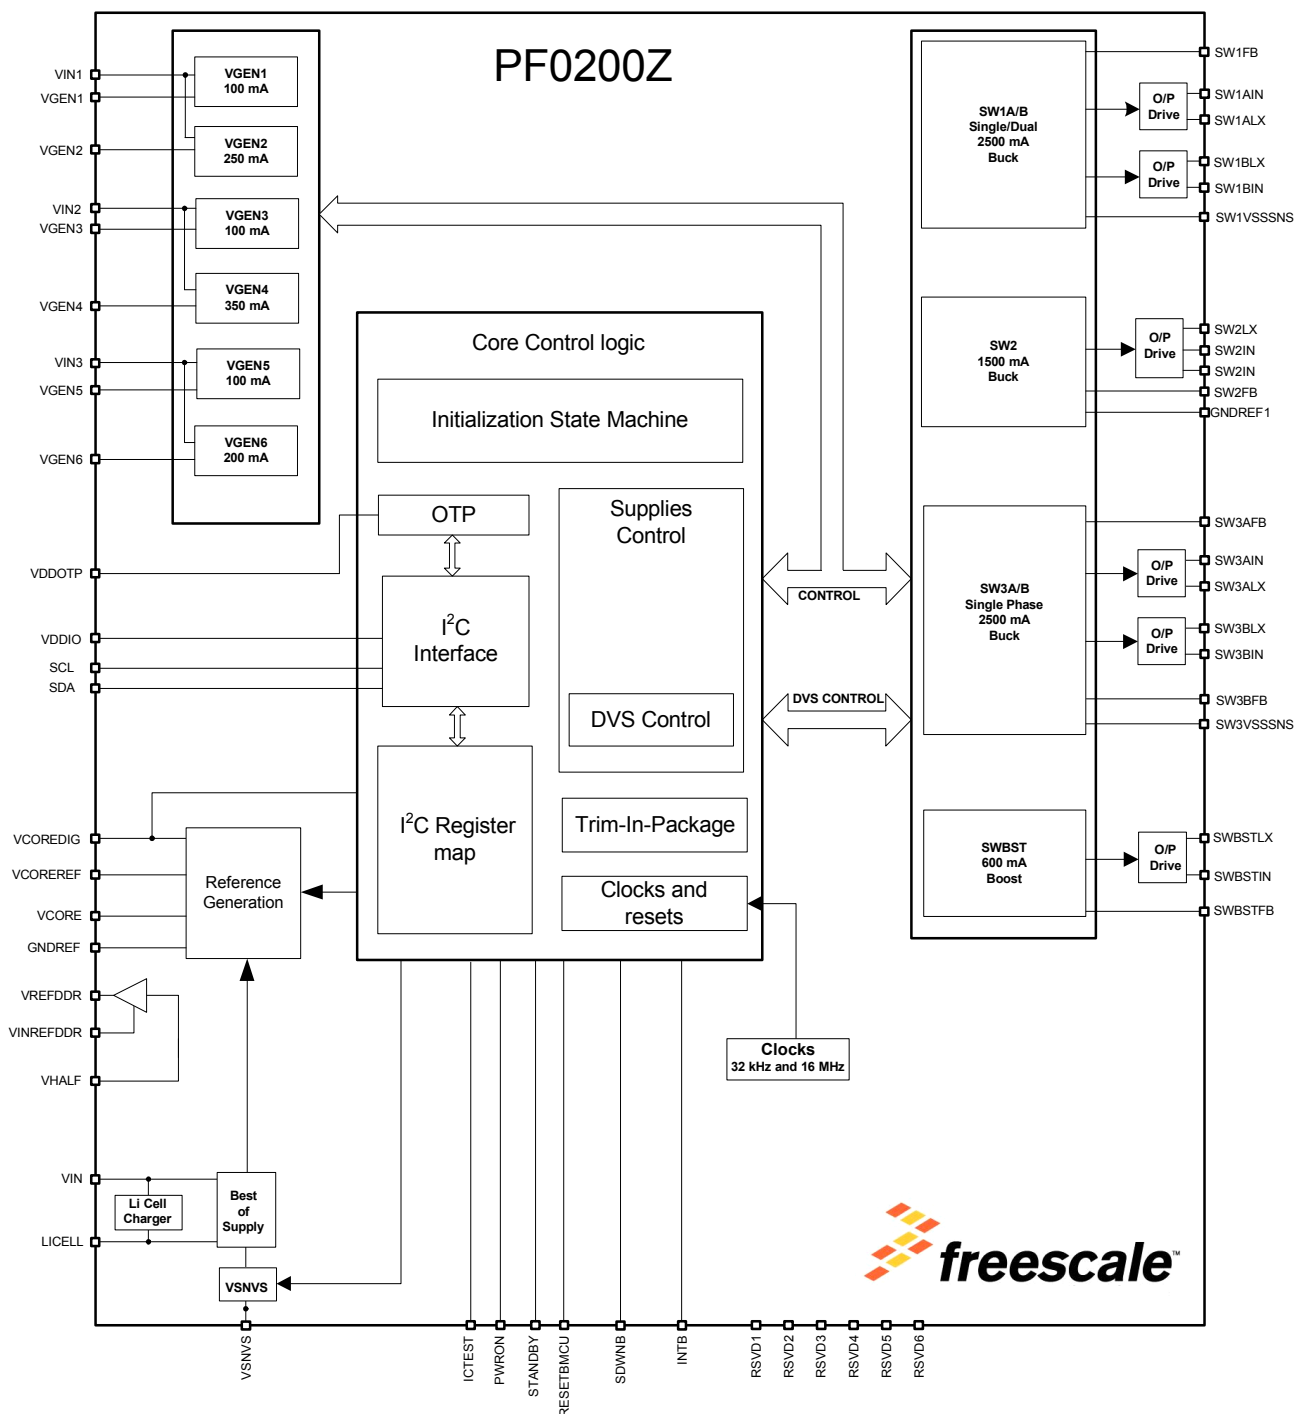 PF0200Z
VIN1
VGEN1
VGEN2
VIN2
VGEN3
VGEN4
VIN3
VGEN5
VGEN6
VDDOTP
VDDIO
SCL
SDA
VCOREDIG
VCOREREF
VCORE
GNDREF
VREFDDR
VINREFDDR
VHALF
VIN
LICELL
VGEN1
100 mA
VGEN2
250 mA
VGEN3
100 mA
VGEN4
350 mA
VGEN5
100 mA
VGEN6
200 mA
Core Control logic
Initialization State Machine
OTP
Supplies
Control
I²C
Interface
DVS Control
I²C Register
map
Trim-In-Package
Clocks and
resets
Reference
Generation
Clocks
32 kHz and 16 MHz
Li Cell
Charger
Best
of
Supply
VSNVS
CONTROL
DVS CONTROL
SW1A/B
Single/Dual
2500 mA
Buck
O/P
Drive
O/P
Drive
SW2
1500 mA
Buck
O/P
Drive
SW3A/B
Single Phase
2500 mA
Buck
O/P
Drive
O/P
Drive
SWBST
600 mA
Boost
O/P
Drive
SW1FB
SW1AIN
SW1ALX
SW1BLX
SW1BIN
SW1VSSSNS
SW2LX
SW2IN
SW2IN
SW2FB
GNDREF1
SW3AFB
SW3AIN
SW3ALX
SW3BLX
SW3BIN
SW3BFB
SW3VSSSNS
SWBSTLX
SWBSTIN
SWBSTFB
freescale™
VSNVS
ICTEST
PWRON
STANDBY
RESETBMCU
SDWNB
INTB
RSVD1
RSVD2
RSVD3
RSVD4
RSVD5
RSVD6